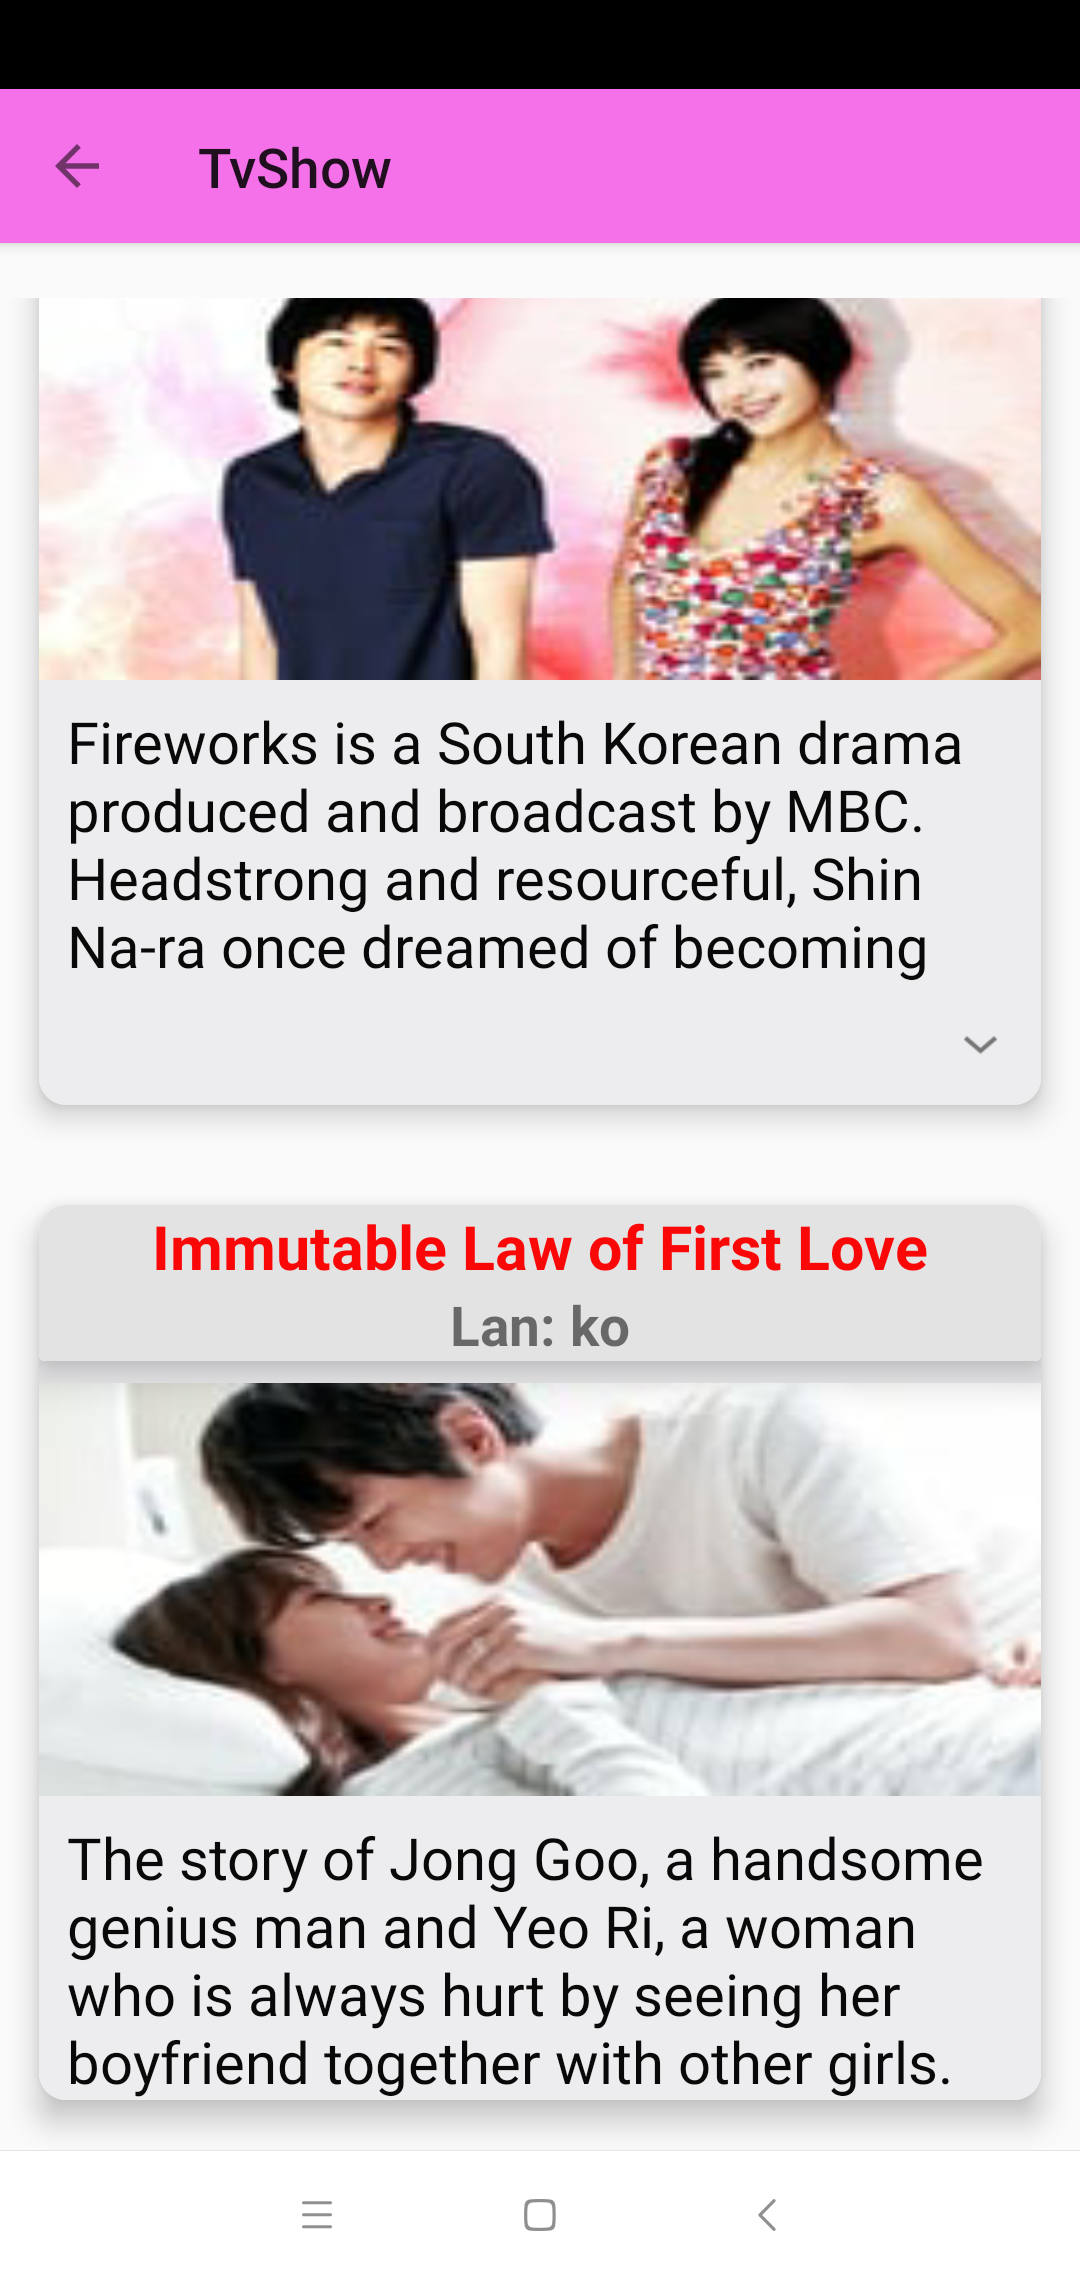 TvShow
Fireworks is a South Korean drama
produced and broadcast by MBC.
Headstrong and resourceful, Shin
Na-ra once dreamed of becoming
Immutable Law of First Love
Lan: ko
The story of Jong Goo, a handsome
genius man and Yeo Ri, a woman
who is always hurt by seeing her
boyfriend together with other girls.